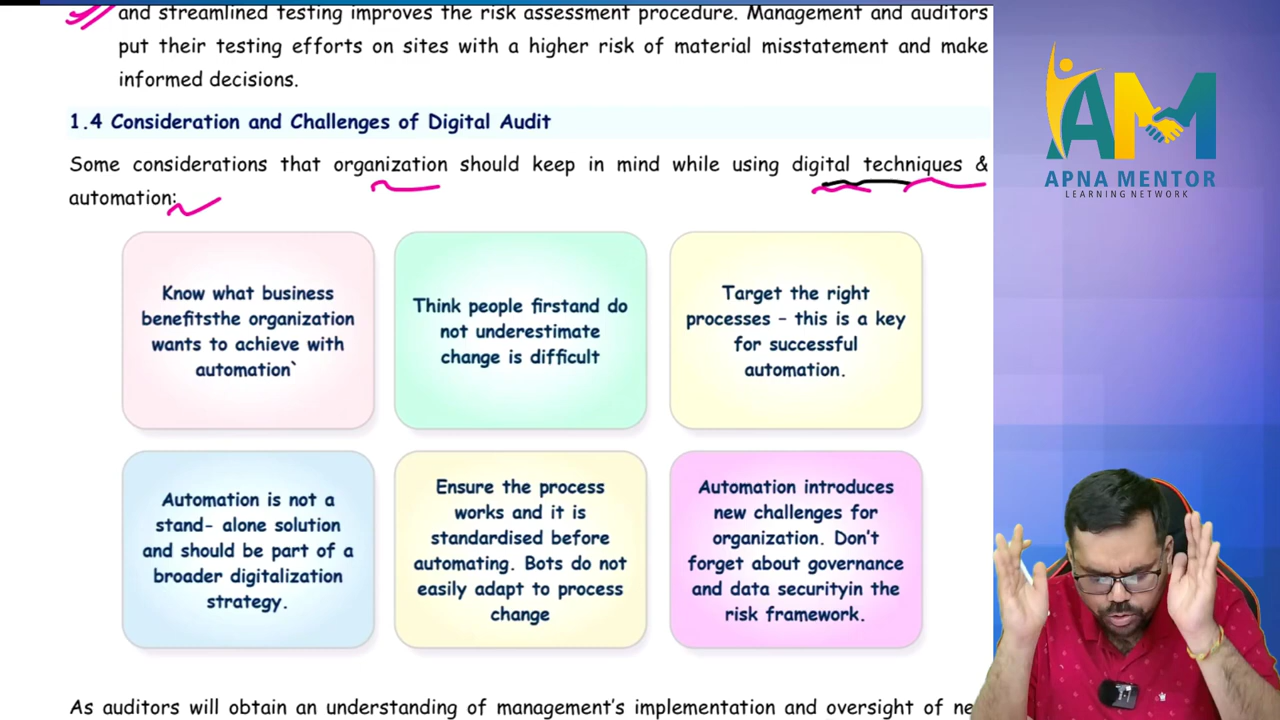 and streamlined testing improves the risk assessment procedure. Management and auditors
put their testing efforts on sites with a higher risk of material misstatement and make
informed decisions.
1.4 Consideration and Challenges of Digital Audit
Some considerations that organization should keep in mind while using digital techniques &
automation:
Know what business
benefitsthe organization
wants to achieve with
automation`
Think people firstand do
not underestimate
change is difficult
Target the right
processes – this is a key
for successful
automation.
Automation is not a
stand- alone solution
and should be part of a
broader digitalization
strategy.
Ensure the process
works and it is
standardised before
automating. Bots do not
easily adapt to process
change
Automation introduces
new challenges for
organization. Don't
forget about governance
and data securityin the
risk framework.
As auditors will obtain an understanding of management's implementation and oversight of ne
AM
APNA MENTOR
LEARNING NETWORK